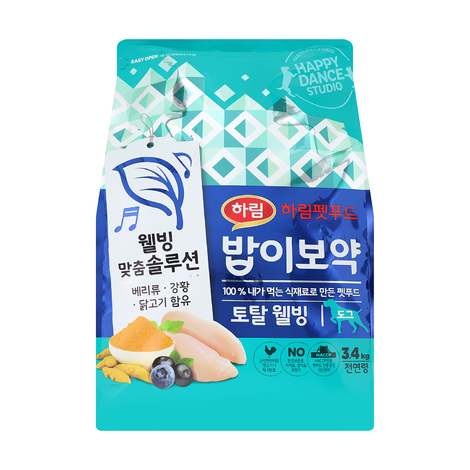 EASY OPEN
HAPPY
DANCE
STUDIO
하림
하림펫푸드
웰빙
맞춤솔루션
베리류 · 강황
· 닭고기 함유
밥이보약
100 % 내가 먹는 식재료로 만든 펫푸드
토탈 웰빙
도그
NO
HACCP
3.4 kg
전연령